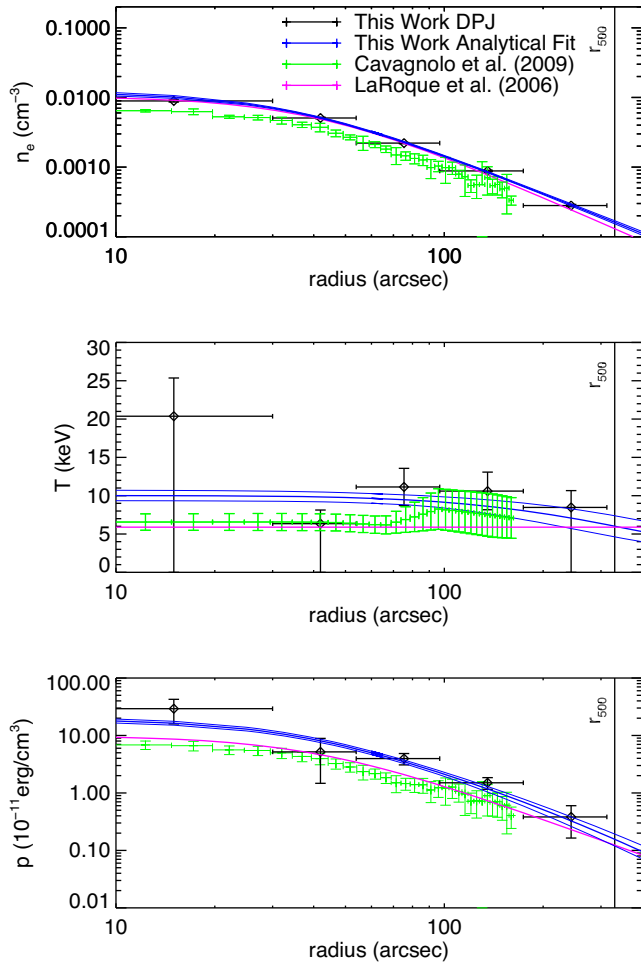 This Work DPJ
This Work Analytical Fit
Cavagnolo et al. (2009)
LaRoque et al. (2006)
r500
0.1000
0.0100
0.0010
0.0001
ne (cm−3)
10
100
radius (arcsec)
30
25
20
15
10
5
0
T (keV)
r500
10
100
radius (arcsec)
100.00
10.00
1.00
0.10
0.01
p (10−11 erg/cm3)
r500
10
100
radius (arcsec)